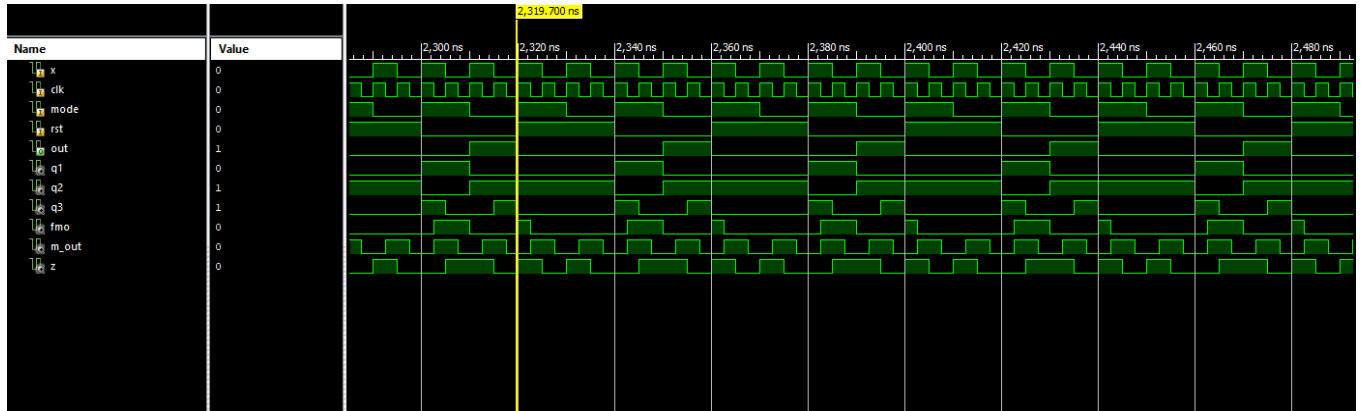 2,319.700 ns
Name Value 2,300 ns 2,320 ns 2,340 ns 2,360 ns 2,380 ns 2,400 ns 2,420 ns 2,440 ns 2,460 ns 2,480 ns
x 0
clk 0
mode 0
rst 0
out 1
q1 0
q2 1
q3 1
fmo 0
m_out 0
z 0